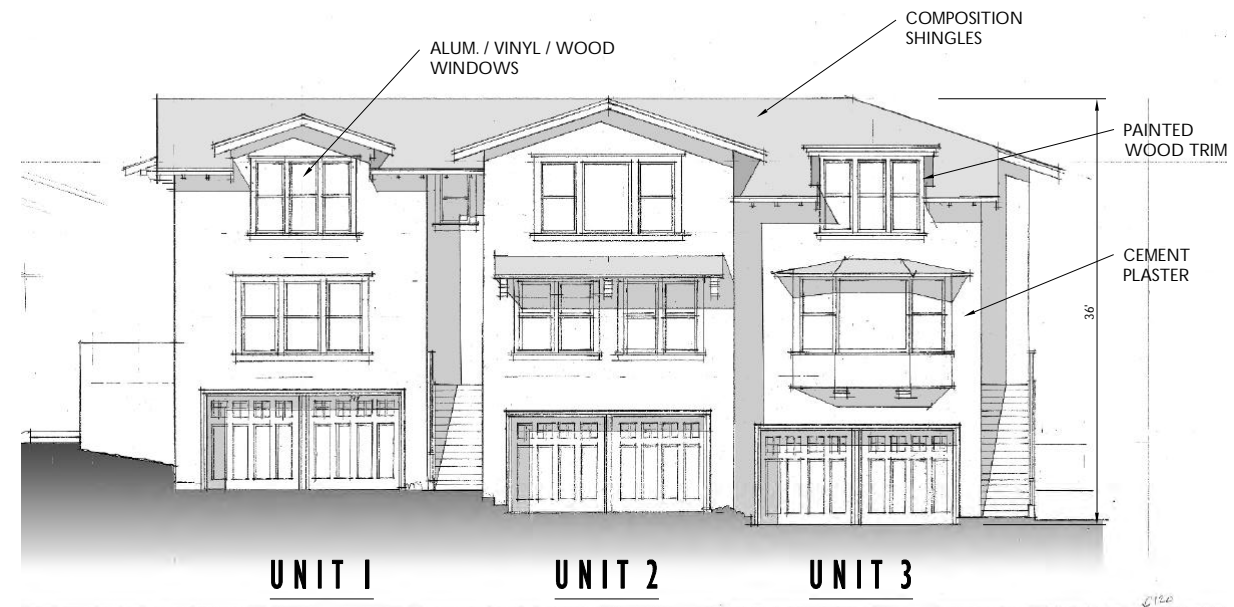 COMPOSITION
SHINGLES
ALUM. / VINYL / WOOD
WINDOWS
PAINTED
WOOD TRIM
CEMENT
PLASTER
36'
UNIT 1
UNIT 2
UNIT 3